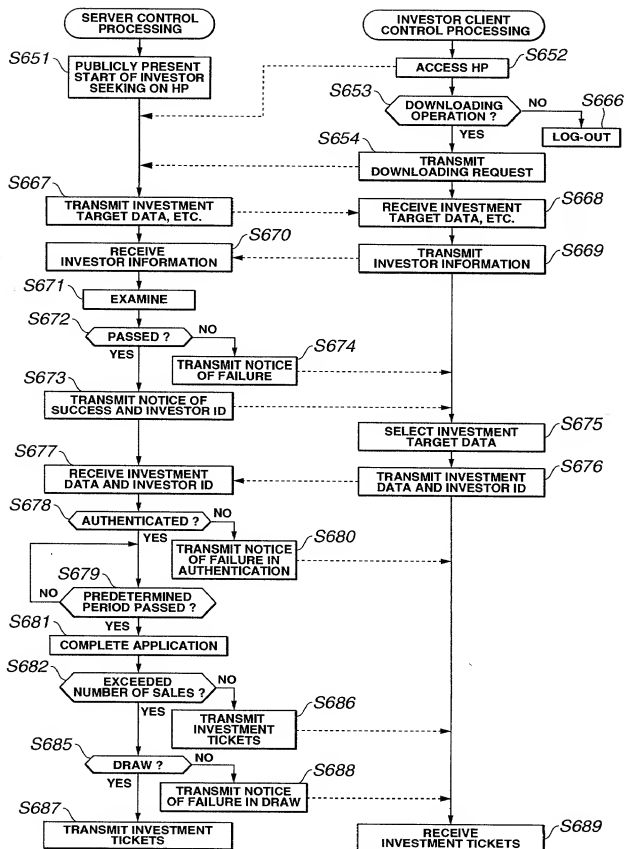 SERVER CONTROL
PROCESSING
S651
PUBLICLY PRESENT
START OF INVESTOR
SEEKING ON HP
INVESTOR CLIENT
CONTROL PROCESSING
S652
ACCESS HP
S653
DOWNLOADING
OPERATION ?
NO
S666
LOG-OUT
YES
S654
TRANSMIT
DOWNLOADING REQUEST
S667
TRANSMIT INVESTMENT
TARGET DATA, ETC.
S668
RECEIVE INVESTMENT
TARGET DATA, ETC.
S670
RECEIVE
INVESTOR INFORMATION
S669
TRANSMIT
INVESTOR INFORMATION
S671
EXAMINE
S672
PASSED ?
NO
YES
S674
TRANSMIT NOTICE
OF FAILURE
S673
TRANSMIT NOTICE OF
SUCCESS AND INVESTOR ID
S675
SELECT INVESTMENT
TARGET DATA
S677
RECEIVE INVESTMENT
DATA AND INVESTOR ID
S676
TRANSMIT INVESTMENT
DATA AND INVESTOR ID
S678
AUTHENTICATED ?
NO
YES
S680
TRANSMIT NOTICE
OF FAILURE IN
AUTHENTICATION
S679
PREDETERMINED
PERIOD PASSED ?
NO
YES
S681
COMPLETE APPLICATION
S682
EXCEEDED
NUMBER OF SALES ?
NO
YES
S686
TRANSMIT
INVESTMENT
TICKETS
S685
DRAW ?
NO
YES
S688
TRANSMIT NOTICE
OF FAILURE IN DRAW
S687
TRANSMIT INVESTMENT
TICKETS
S689
RECEIVE
INVESTMENT TICKETS